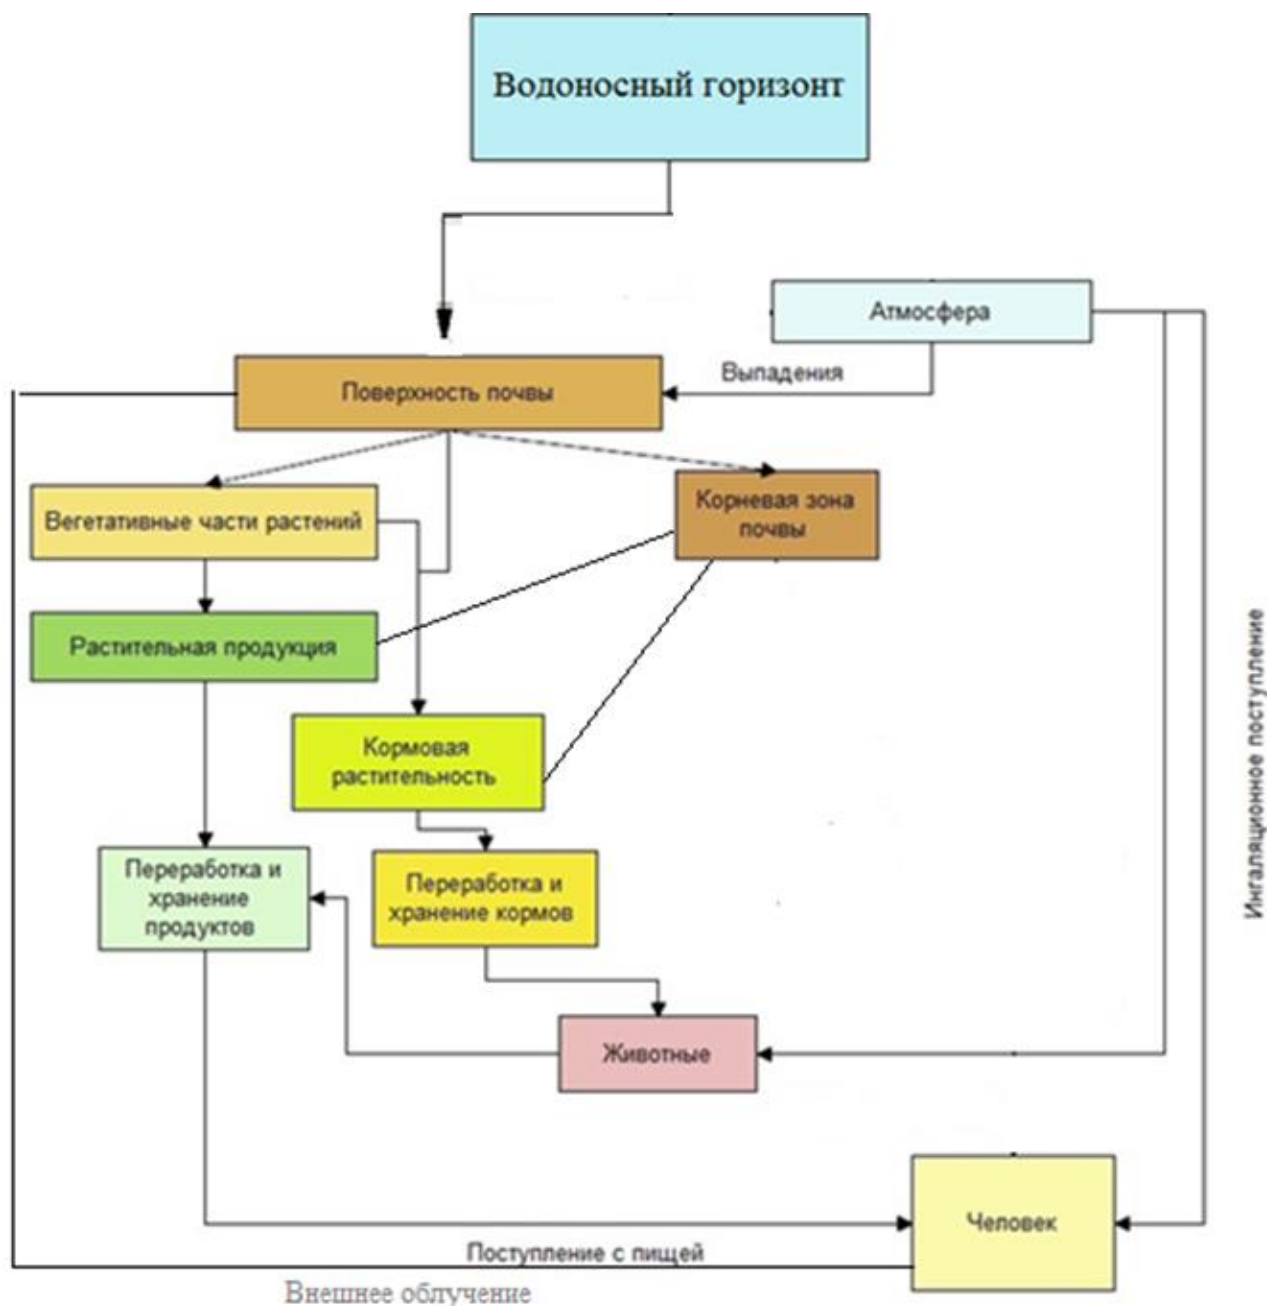 Водоносный горизонт
Атмосфера
Выпадения
Поверхность почвы
Вегетативные части растений
Корневая зона
почвы
Растительная продукция
Кормовая
растительность
Переработка и
хранение
продуктов
Переработка и
хранение кормов
Животные
Ингаляционное поступление
Человек
Поступление с пищей
Внешнее облучение